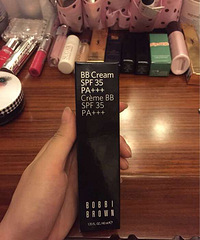 BB Cream
SPF 35
PA+++
Crème BB
SPF 35
PA+++
BOBBI
BROWN